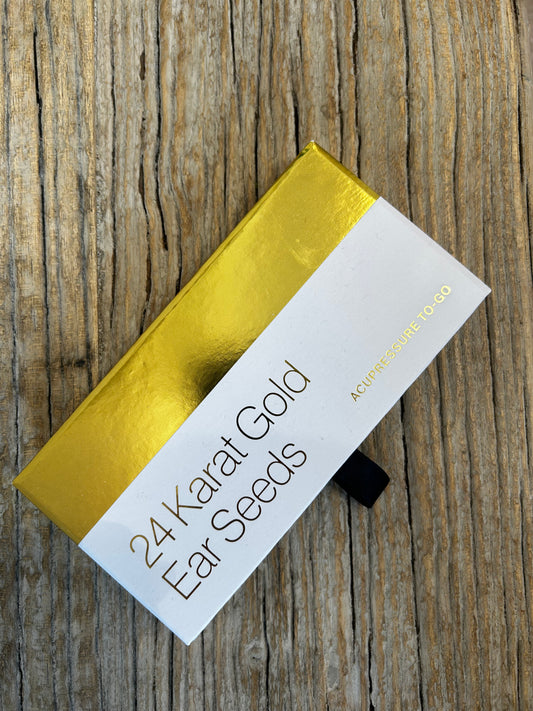 24 Karat Gold
Ear Seeds
ACUPRESSURE TO-GO